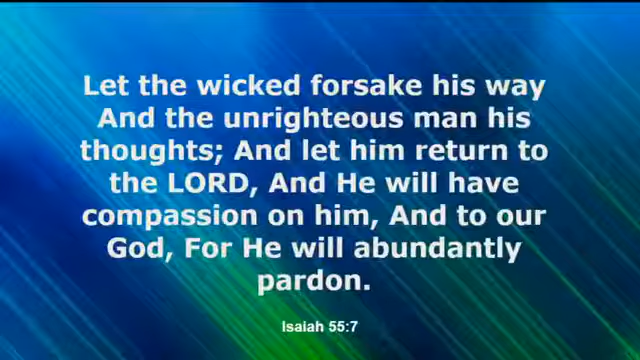 Let the wicked forsake his way
And the unrighteous man his
thoughts; And let him return to
the LORD, And He will have
compassion on him, And to our
God, For He will abundantly
pardon.
Isaiah 55:7